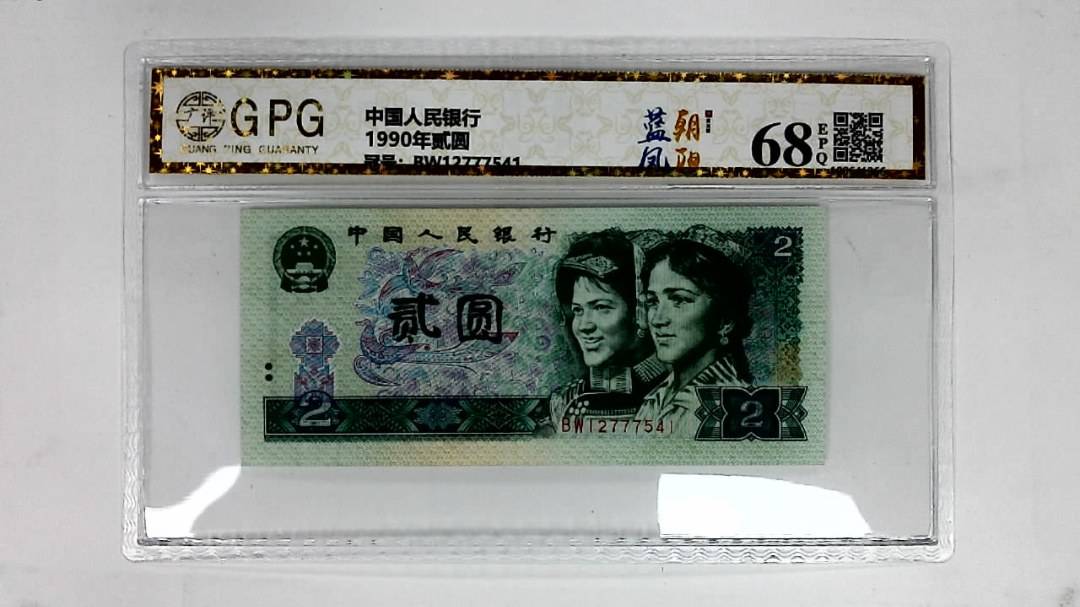 GPG
GUANG PING GUARANTY
中国人民银行
1990年贰圆
冠号：BW12777541
蓝凤
朝阳
68
EPQ
中国人民银行
2
贰圆
2
BW12777541
2